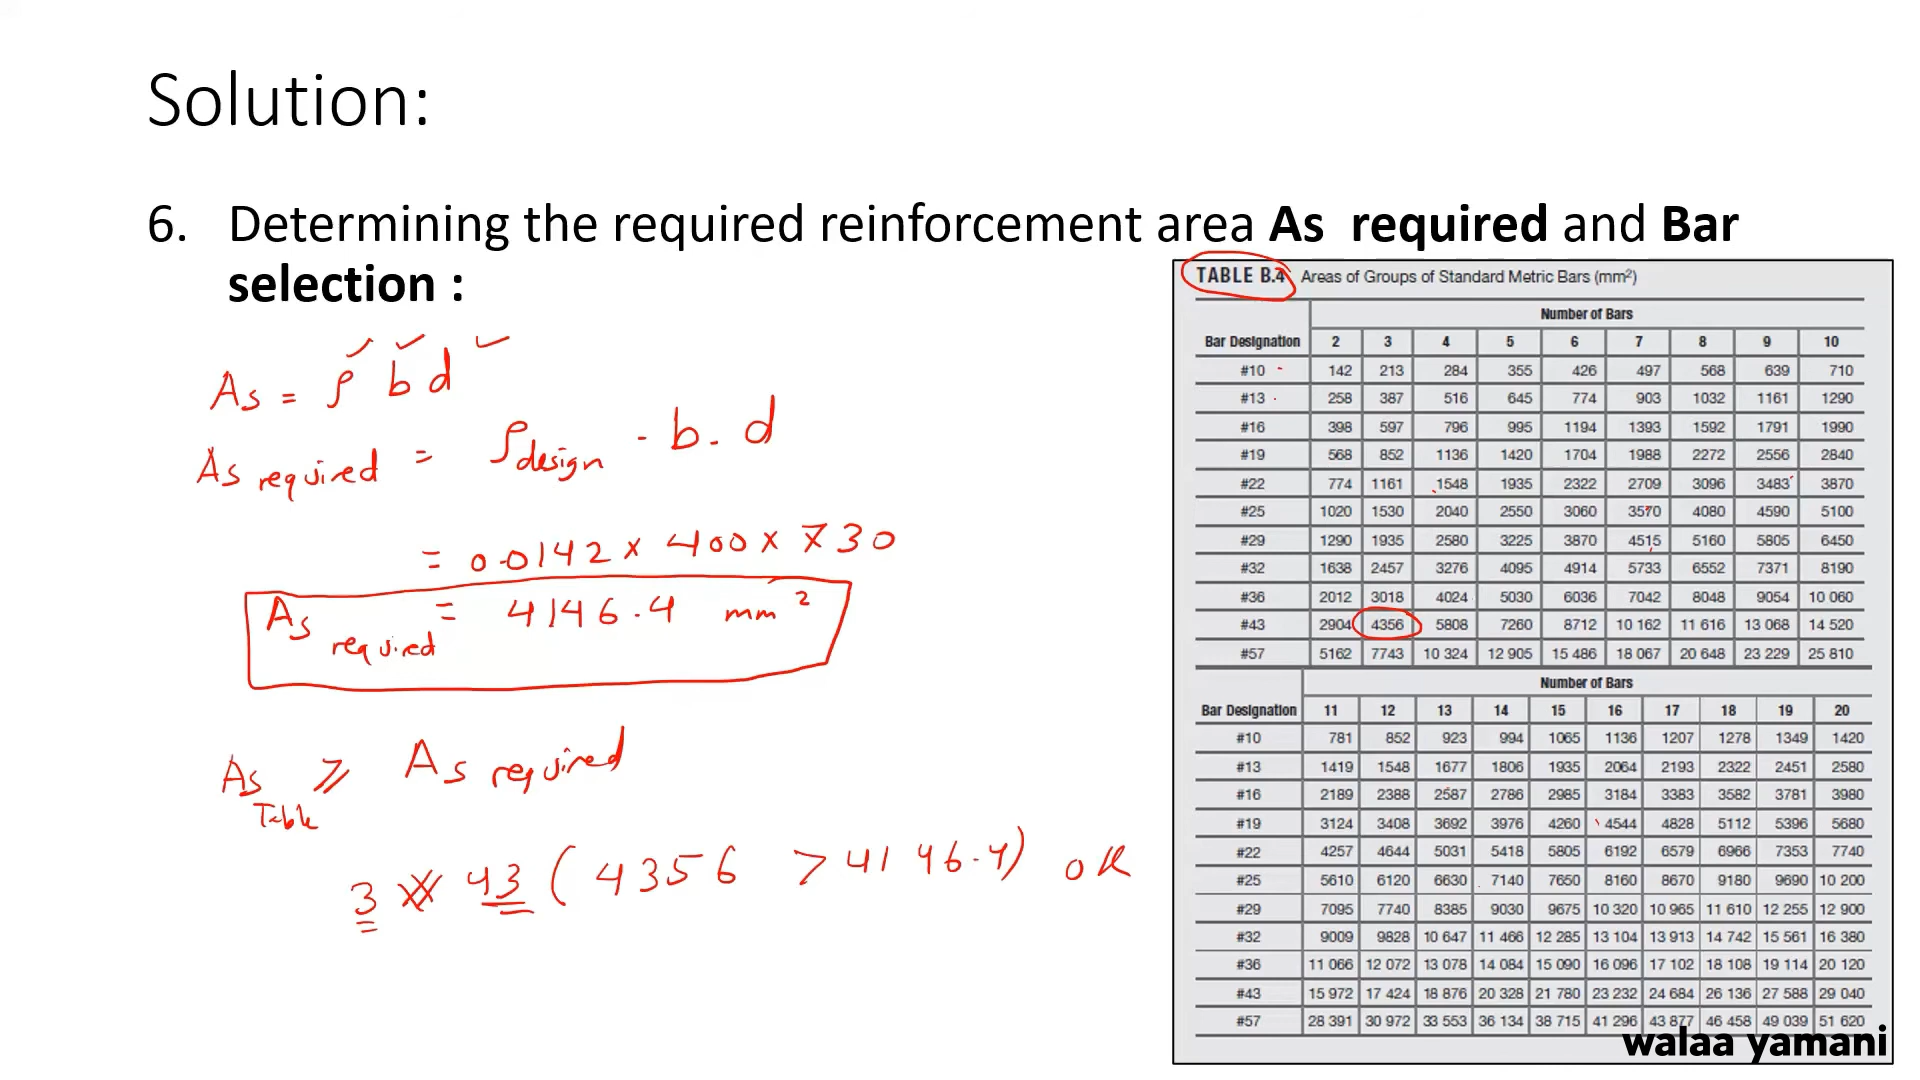 Solution:
6. Determining the required reinforcement area As required and Bar
selection :
As = ρ b d
As required = ρ design . b . d
= 0.0142 x 400 x 730
As required = 4146.4 mm²
As Table ≥ As required
3 # 43 ( 4356 > 4146.4) ok
TABLE B.4 Areas of Groups of Standard Metric Bars (mm²)
Number of Bars
Bar Designation 2 3 4 5 6 7 8 9 10
#10 142 213 284 355 426 497 568 639 710
#13 258 387 516 645 774 903 1032 1161 1290
#16 398 597 796 995 1194 1393 1592 1791 1990
#19 568 852 1136 1420 1704 1988 2272 2556 2840
#22 774 1161 1548 1935 2322 2709 3096 3483 3870
#25 1020 1530 2040 2550 3060 3570 4080 4590 5100
#29 1290 1935 2580 3225 3870 4515 5160 5805 6450
#32 1638 2457 3276 4095 4914 5733 6552 7371 8190
#36 2012 3018 4024 5030 6036 7042 8048 9054 10 060
#43 2904 4356 5808 7260 8712 10 162 11 616 13 068 14 520
#57 5162 7743 10 324 12 905 15 486 18 067 20 648 23 229 25 810
Number of Bars
Bar Designation 11 12 13 14 15 16 17 18 19 20
#10 781 852 923 994 1065 1136 1207 1278 1349 1420
#13 1419 1548 1677 1806 1935 2064 2193 2322 2451 2580
#16 2189 2388 2587 2786 2985 3184 3383 3582 3781 3980
#19 3124 3408 3692 3976 4260 4544 4828 5112 5396 5680
#22 4257 4644 5031 5418 5805 6192 6579 6966 7353 7740
#25 5610 6120 6630 7140 7650 8160 8670 9180 9690 10 200
#29 7095 7740 8385 9030 9675 10 320 10 965 11 610 12 255 12 900
#32 9009 9828 10 647 11 466 12 285 13 104 13 913 14 742 15 561 16 380
#36 11 066 12 072 13 078 14 084 15 090 16 096 17 102 18 108 19 114 20 120
#43 15 972 17 424 18 876 20 328 21 780 23 232 24 684 26 136 27 588 29 040
#57 28 391 30 972 33 553 36 134 38 715 41 296 43 877 46 458 49 039 51 620
walaa yamani